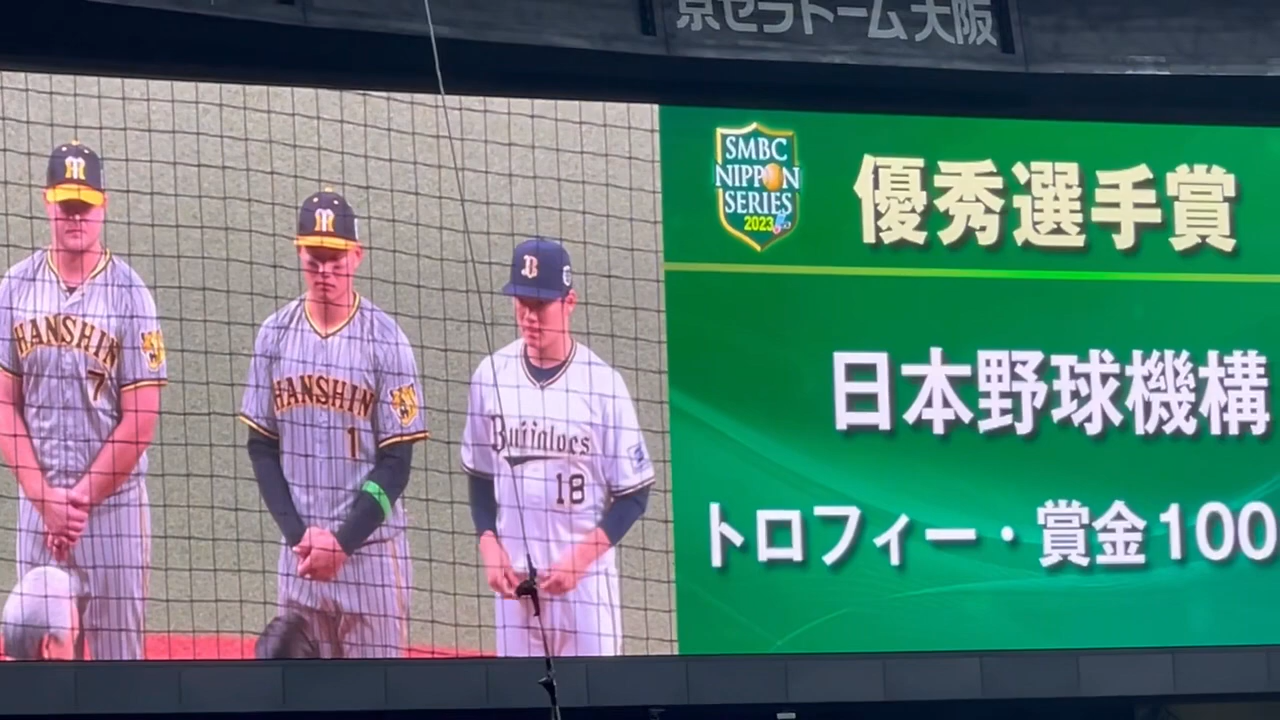 京セラドーム大阪
SMBC
NIPPON
SERIES
2023
優秀選手賞
日本野球機構
トロフィー・賞金100
HANSHIN
7
HANSHIN
1
Buffaloes
18
B